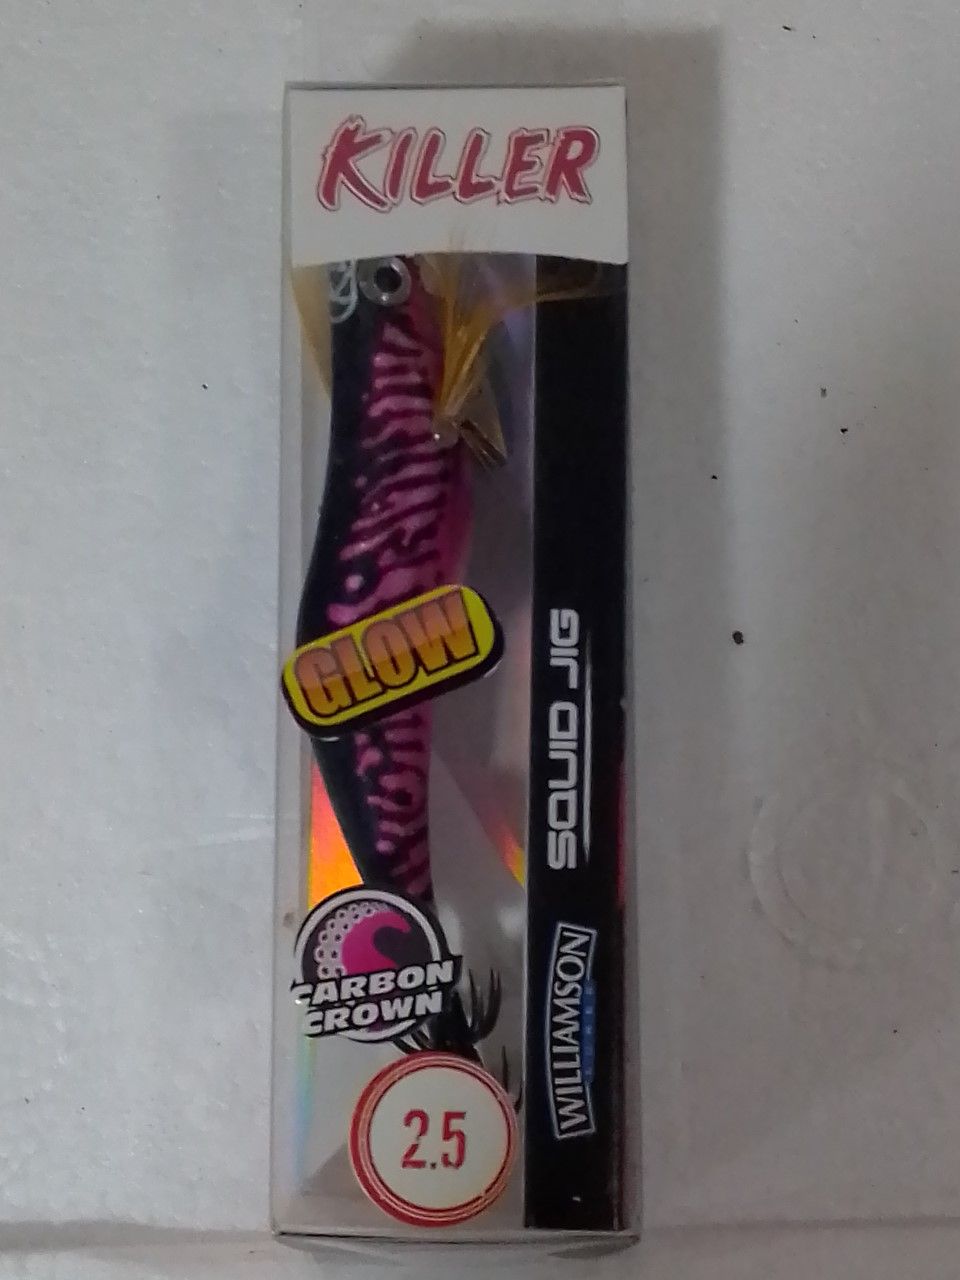 KILLER
GLOW
SQUID JIG
CARBON
CROWN
WILLIAMSON
2.5